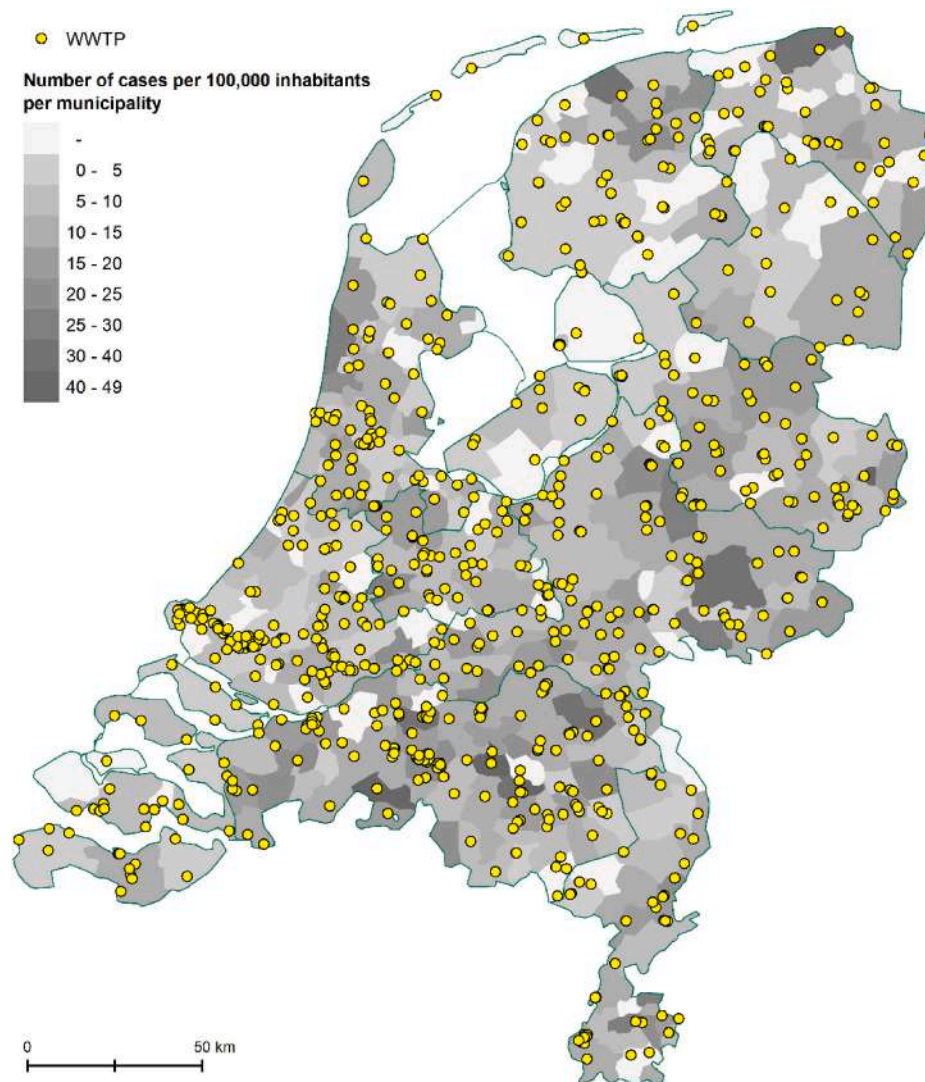 WWTP
Number of cases per 100,000 inhabitants
per municipality
-
0 - 5
5 - 10
10 - 15
15 - 20
20 - 25
25 - 30
30 - 40
40 - 49
0 50 km